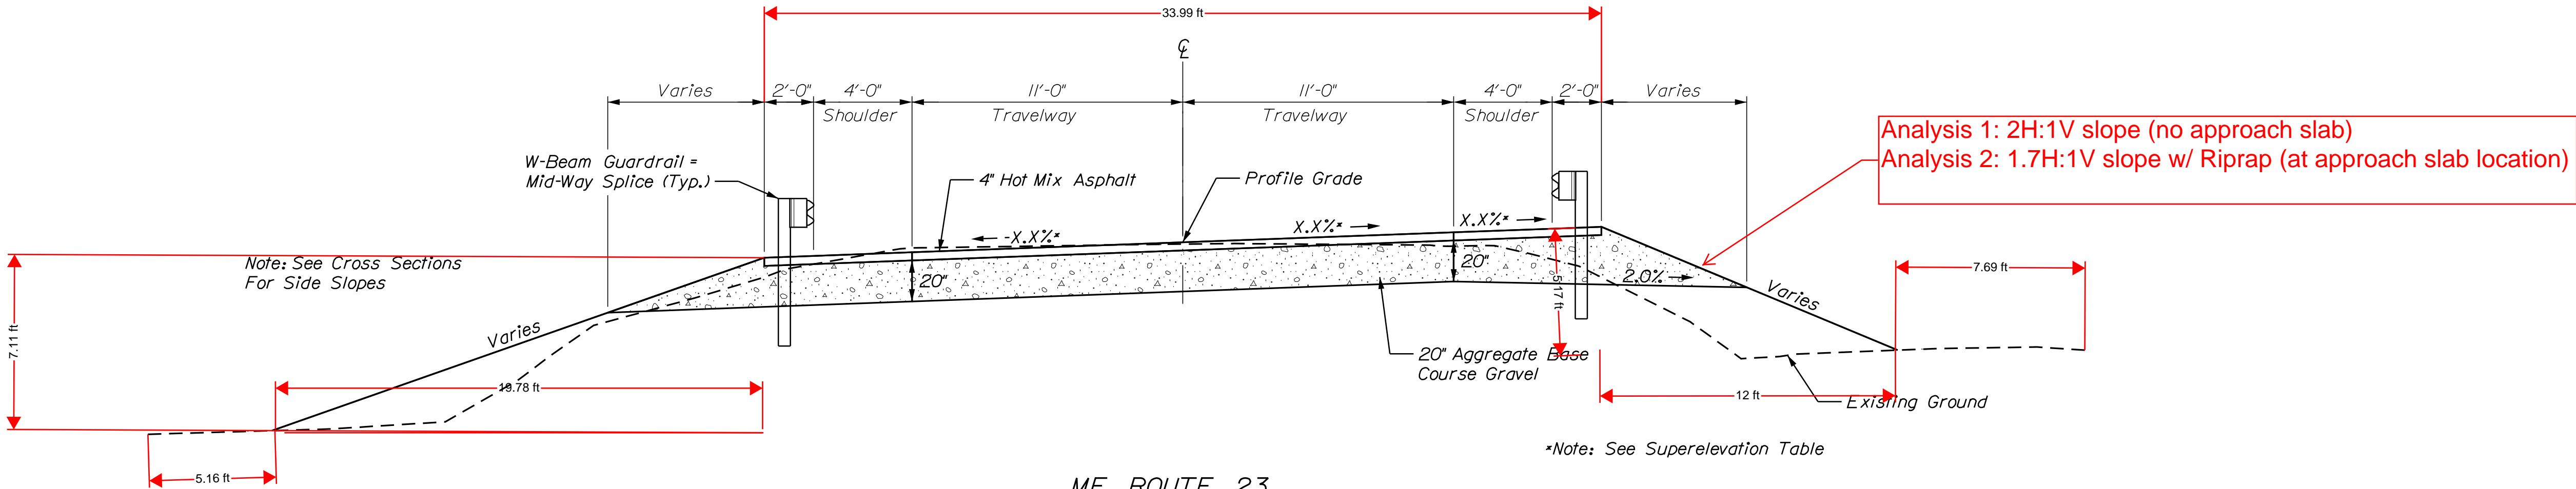 33.99 ft
℄
Varies
2'-0"
4'-0"
11'-0"
11'-0"
4'-0"
2'-0"
Varies
Shoulder
Travelway
Travelway
Shoulder
Analysis 1: 2H:1V slope (no approach slab)
Analysis 2: 1.7H:1V slope w/ Riprap (at approach slab location)
W-Beam Guardrail =
Mid-Way Splice (Typ.)
4" Hot Mix Asphalt
Profile Grade
-X.X%*
X.X%*
X.X%*
Note: See Cross Sections
For Side Slopes
20"
20"
2.0%
5.17 ft
7.69 ft
Varies
Varies
7.11 ft
20" Aggregate Base
Course Gravel
19.78 ft
12 ft
Existing Ground
*Note: See Superelevation Table
5.16 ft
ME ROUTE 23